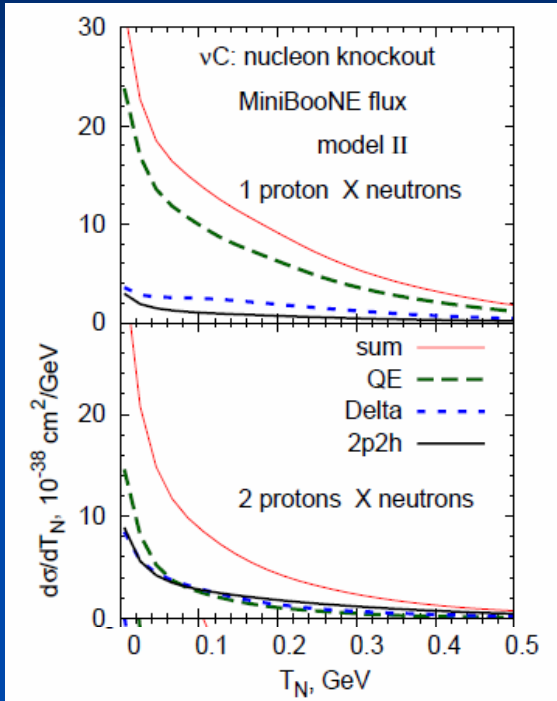 30
νC: nucleon knockout
MiniBooNE flux
20
model II
1 proton X neutrons
10
0
sum
QE
20
Delta
2p2h
10
2 protons X neutrons
0
0 0.1 0.2 0.3 0.4 0.5
T_N, GeV
dσ/dT_N, 10^-38 cm^2/GeV